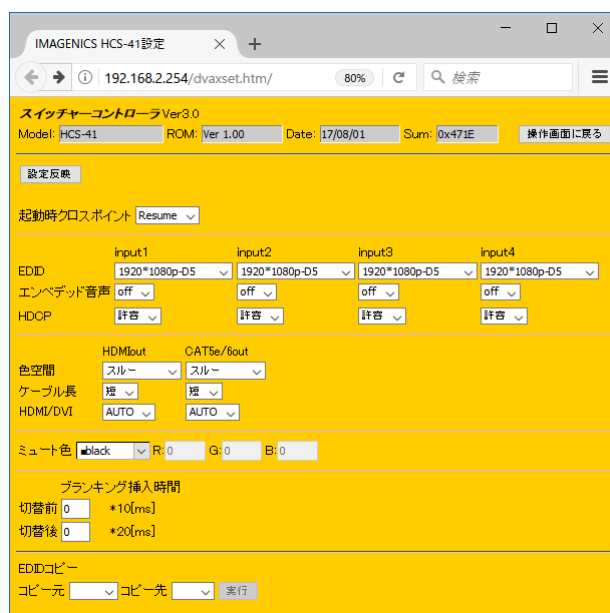 IMAGENICS HCS-41設定
192.168.2.254/dvaxset.htm/ 80% 検索
スイッチャーコントローラ Ver3.0
Model: HCS-41 ROM: Ver 1.00 Date: 17/08/01 Sum: 0x471E 操作画面に戻る
設定反映
起動時クロスポイント Resume
input1 input2 input3 input4
EDID 1920*1080p-D5 1920*1080p-D5 1920*1080p-D5 1920*1080p-D5
エンベデッド音声 off off off off
HDCP 許容 許容 許容 許容
HDMIout CAT5e/6out
色空間 スルー スルー
ケーブル長 短 短
HDMI/DVI AUTO AUTO
ミュート色 ■black R: 0 G: 0 B: 0
ブランキング挿入時間
切替前 0 *10[ms]
切替後 0 *20[ms]
EDIDコピー
コピー元 コピー先 実行